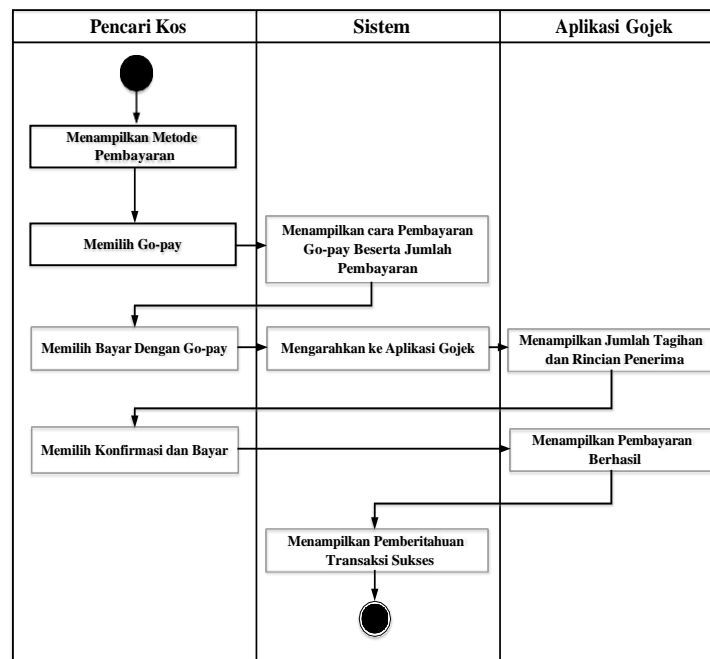 Pencari Kos
Sistem
Aplikasi Gojek
Menampilkan Metode
Pembayaran
Memilih Go-pay
Menampilkan cara Pembayaran
Go-pay Beserta Jumlah
Pembayaran
Memilih Bayar Dengan Go-pay
Mengarahkan ke Aplikasi Gojek
Menampilkan Jumlah Tagihan
dan Rincian Penerima
Memilih Konfirmasi dan Bayar
Menampilkan Pembayaran
Berhasil
Menampilkan Pemberitahuan
Transaksi Sukses